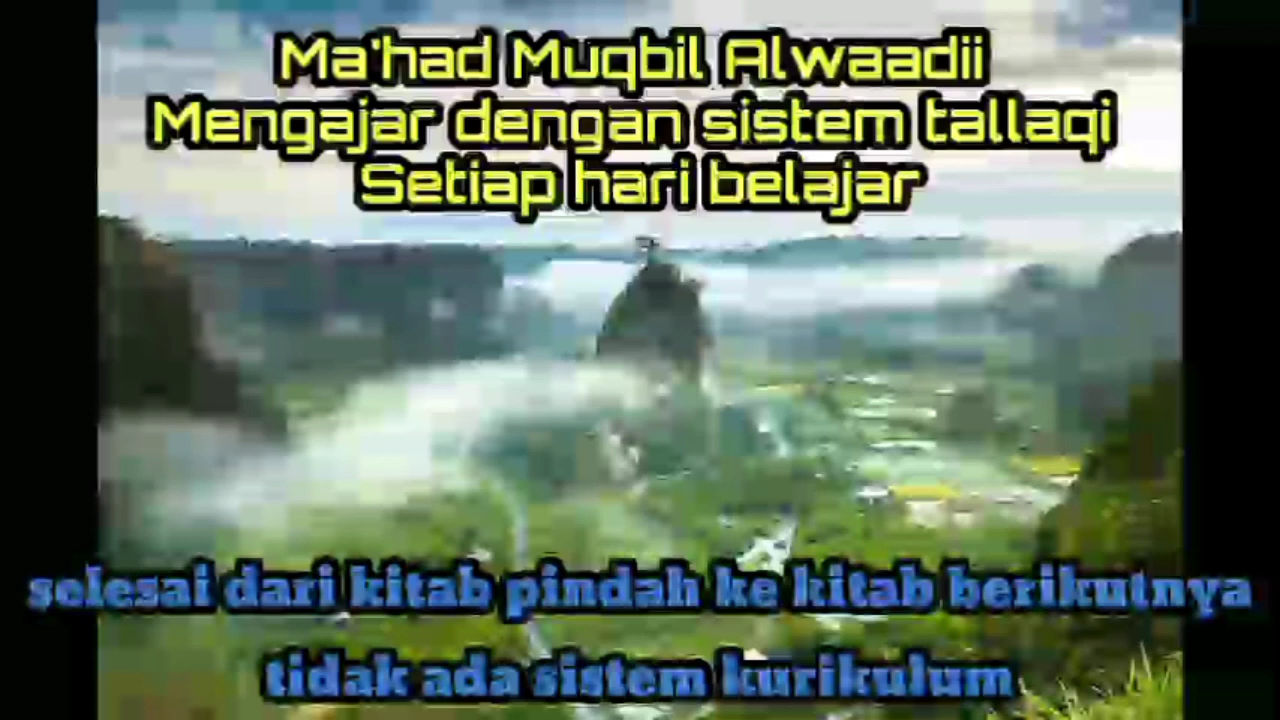 Ma'had Muqbil Alwaadii
Mengajar dengan sistem tallaqi
Setiap hari belajar
selesai dari kitab pindah ke kitab berikutnya
tidak ada sistem kurikulum